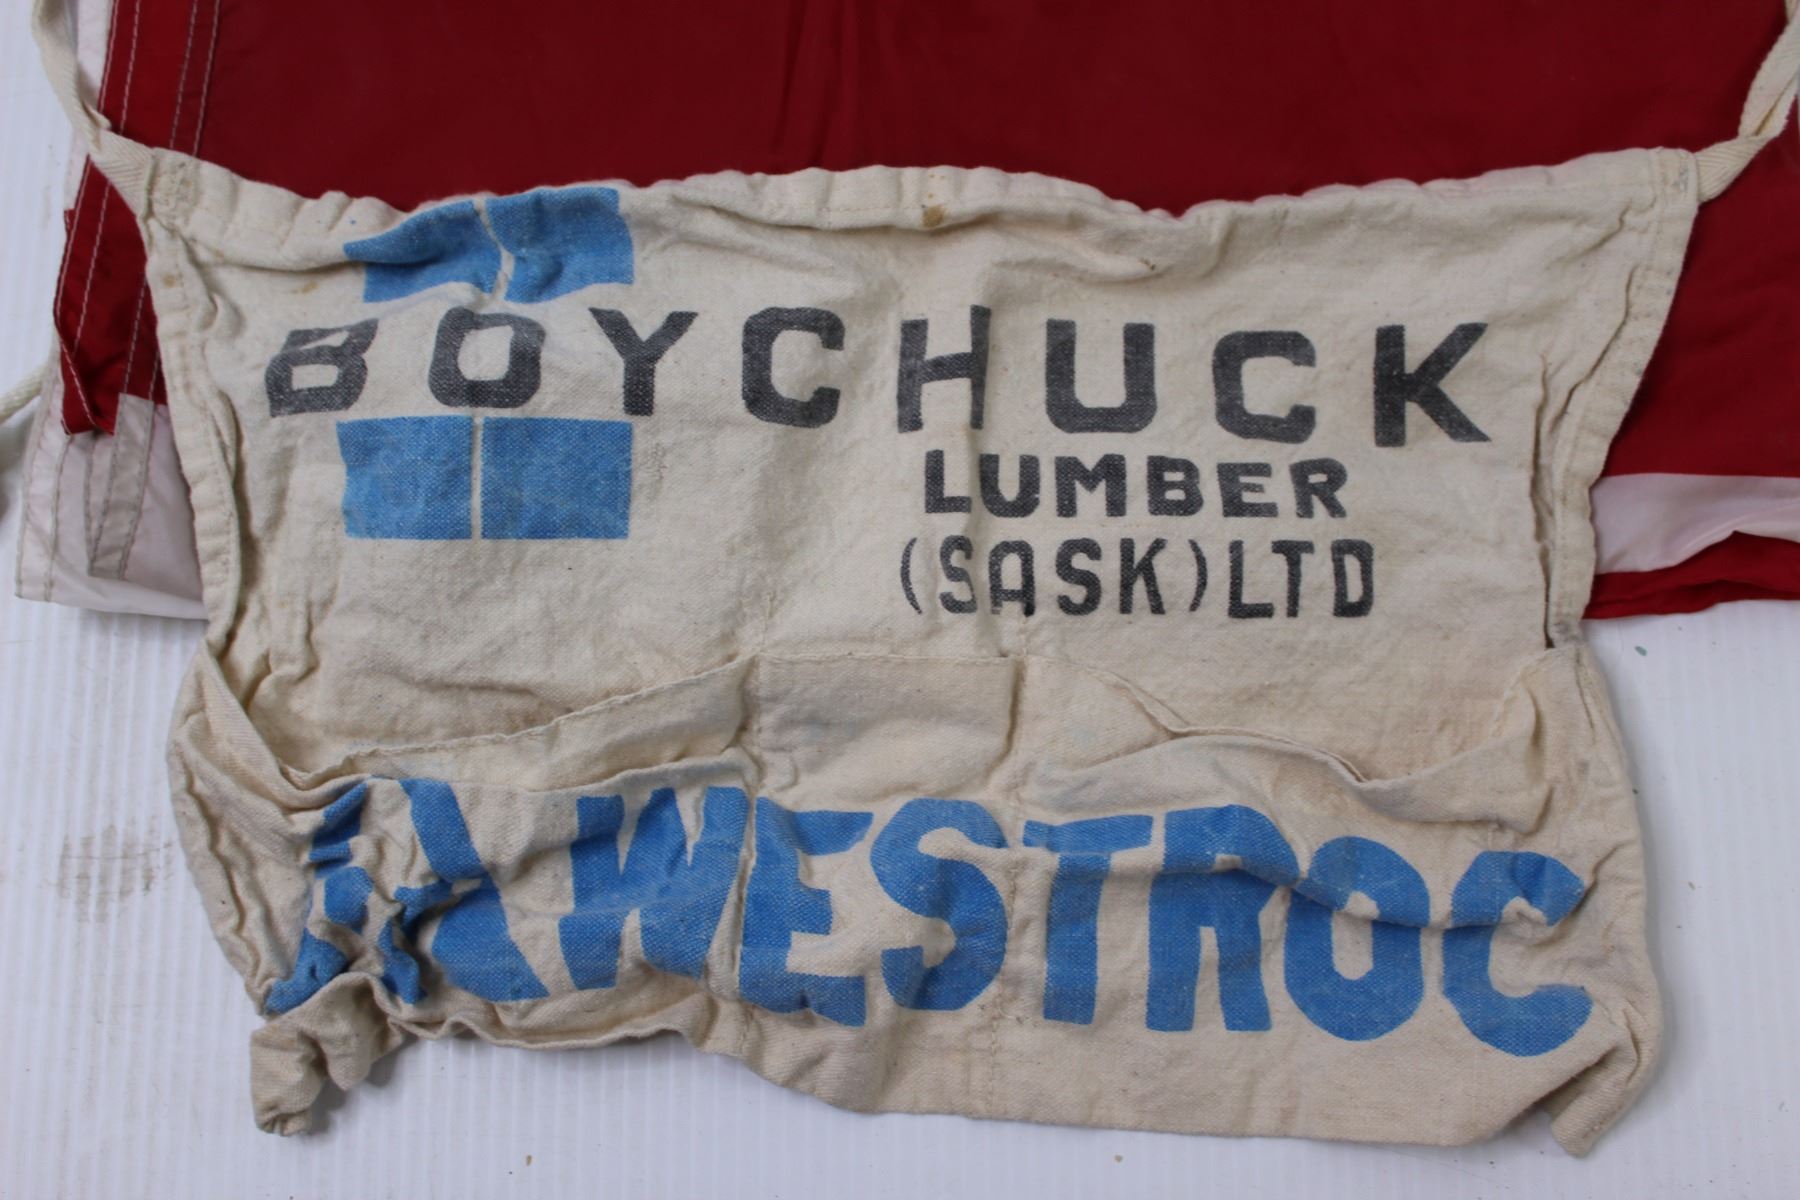 BOYCHUCK
LUMBER
(SASK) LTD
WESTROC